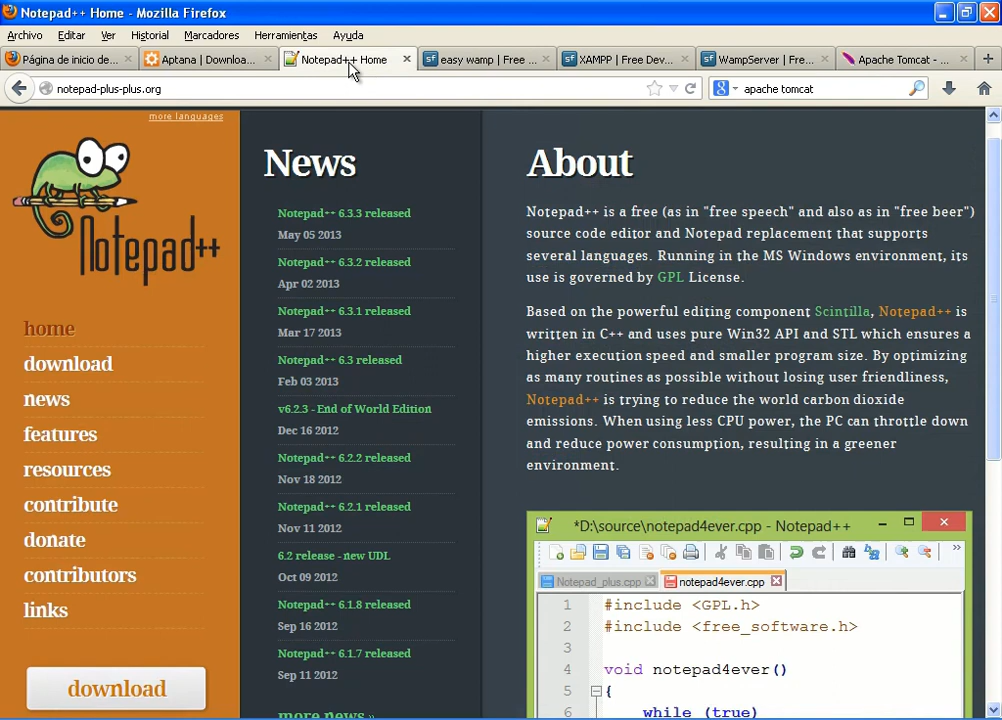 Notepad++ Home - Mozilla Firefox
Archivo Editar Ver Historial Marcadores Herramientas Ayuda
Página de inicio de... Aptana | Downloa... Notepad++ Home easy wamp | Free ... XAMPP | Free Dev... WampServer | Fre... Apache Tomcat - ...
notepad-plus-plus.org apache tomcat
more languages
Notepad++
home
download
news
features
resources
contribute
donate
contributors
links
download
News
Notepad++ 6.3.3 released
May 05 2013
Notepad++ 6.3.2 released
Apr 02 2013
Notepad++ 6.3.1 released
Mar 17 2013
Notepad++ 6.3 released
Feb 03 2013
v6.2.3 - End of World Edition
Dec 16 2012
Notepad++ 6.2.2 released
Nov 18 2012
Notepad++ 6.2.1 released
Nov 11 2012
6.2 release - new UDL
Oct 09 2012
Notepad++ 6.1.8 released
Sep 16 2012
Notepad++ 6.1.7 released
Sep 11 2012
more news »
About
Notepad++ is a free (as in "free speech" and also as in "free beer")
source code editor and Notepad replacement that supports
several languages. Running in the MS Windows environment, its
use is governed by GPL License.
Based on the powerful editing component Scintilla, Notepad++ is
written in C++ and uses pure Win32 API and STL which ensures a
higher execution speed and smaller program size. By optimizing
as many routines as possible without losing user friendliness,
Notepad++ is trying to reduce the world carbon dioxide
emissions. When using less CPU power, the PC can throttle down
and reduce power consumption, resulting in a greener
environment.
*D:\source\notepad4ever.cpp - Notepad++
Notepad_plus.cpp notepad4ever.cpp
1 #include <GPL.h>
2 #include <free_software.h>
3
4 void notepad4ever()
5 {
6 while (true)